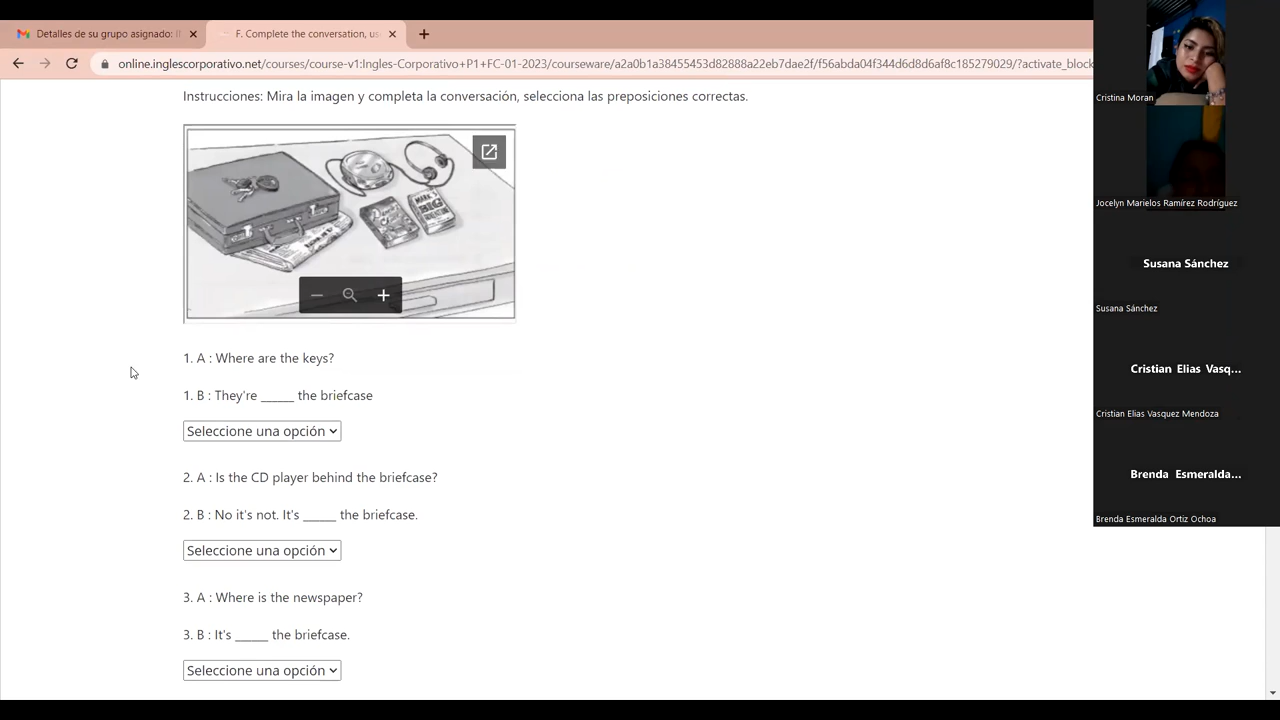 Detalles de su grupo asignado: I
F. Complete the conversation, us
online.inglescorporativo.net/courses/course-v1:Ingles-Corporativo+P1+FC-01-2023/courseware/a2a0b1a38455453d82888a22eb7dae2f/f56abda04f344d6d8d6af8c185279029/?activate_block
Instrucciones: Mira la imagen y completa la conversación, selecciona las preposiciones correctas.
1. A : Where are the keys?
1. B : They're ______ the briefcase
Seleccione una opción
2. A : Is the CD player behind the briefcase?
2. B : No it's not. It's ______ the briefcase.
Seleccione una opción
3. A : Where is the newspaper?
3. B : It's ______ the briefcase.
Seleccione una opción
Cristina Moran
Jocelyn Marielos Ramírez Rodríguez
Susana Sánchez
Susana Sánchez
Cristian Elias Vasq...
Cristian Elias Vasquez Mendoza
Brenda Esmeralda...
Brenda Esmeralda Ortiz Ochoa